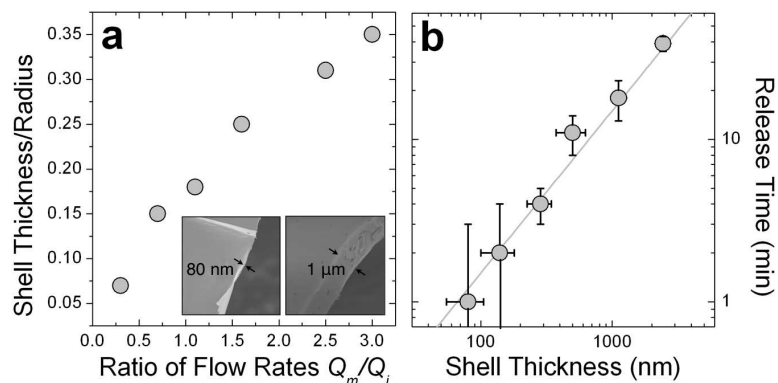 a
Shell Thickness/Radius
0.35
0.30
0.25
0.20
0.15
0.10
0.05
80 nm
1 µm
0.0 0.5 1.0 1.5 2.0 2.5 3.0
Ratio of Flow Rates Qm/Qi
b
Release Time (min)
10
1
100 1000
Shell Thickness (nm)